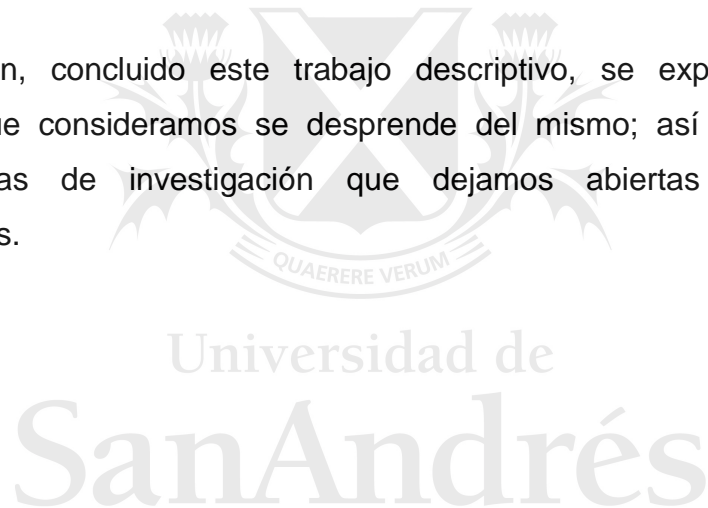 n, concluido este trabajo descriptivo, se exp
ue consideramos se desprende del mismo; así
as de investigación que dejamos abiertas
s.
QUAERERE VERUM
Universidad de
SanAndrés